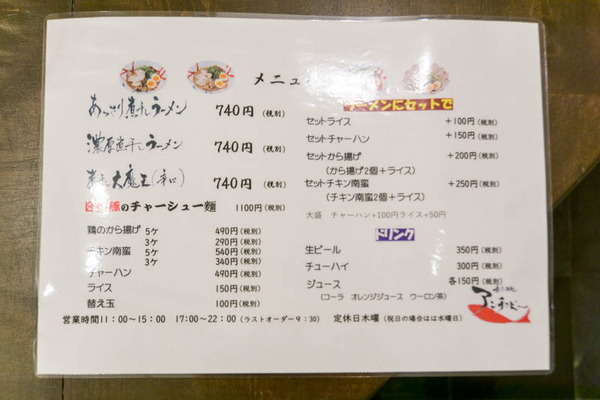 メニュ
あっさり煮干しラーメン 740円 (税別)
濃厚煮干しラーメン 740円 (税別)
大魔王(辛口) 740円 (税別)
のチャーシュー麺 1100円(税別)
鶏のから揚げ 5ケ 490円(税別)
3ケ 290円(税別)
チキン南蛮 5ケ 540円(税別)
3ケ 340円(税別)
チャーハン 490円(税別)
ライス 150円(税別)
替え玉 100円(税別)
ラーメンにセットで
セットライス +100円(税別)
セットチャーハン +150円(税別)
セットから揚げ +200円(税別)
(から揚げ2個+ライス)
セットチキン南蛮 +250円(税別)
(チキン南蛮2個+ライス)
大盛 チャーハン+100円ライス+50円
ドリンク
生ビール 350円(税別)
チューハイ 300円(税別)
ジュース 各150円(税別)
(コーラ オレンジジュース ウーロン茶)
営業時間11:00~15:00 17:00~22:00(ラストオーダー9:30) 定休日木曜(祝日の場合はは水曜日)